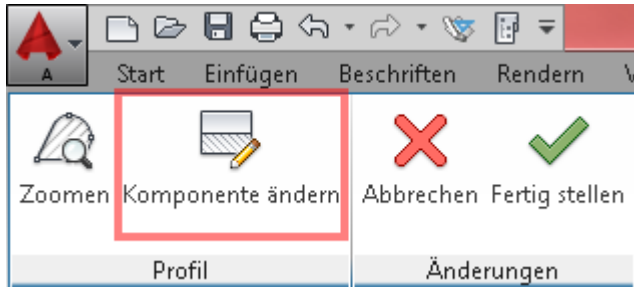 A
Start Einfügen Beschriften Rendern
Zoomen Komponente ändern Abbrechen Fertig stellen
Profil Änderungen